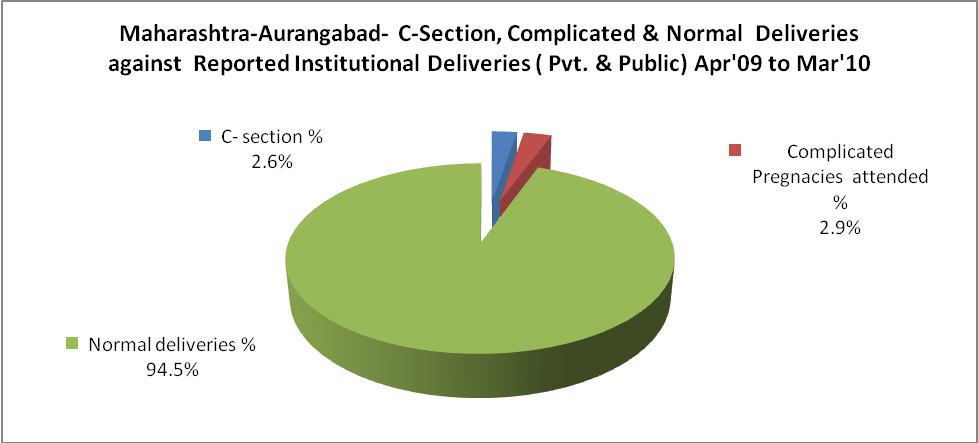 Maharashtra-Aurangabad- C-Section, Complicated & Normal Deliveries
against Reported Institutional Deliveries ( Pvt. & Public) Apr'09 to Mar'10
C- section %
2.6%
Complicated
Pregnacies attended
%
2.9%
Normal deliveries %
94.5%